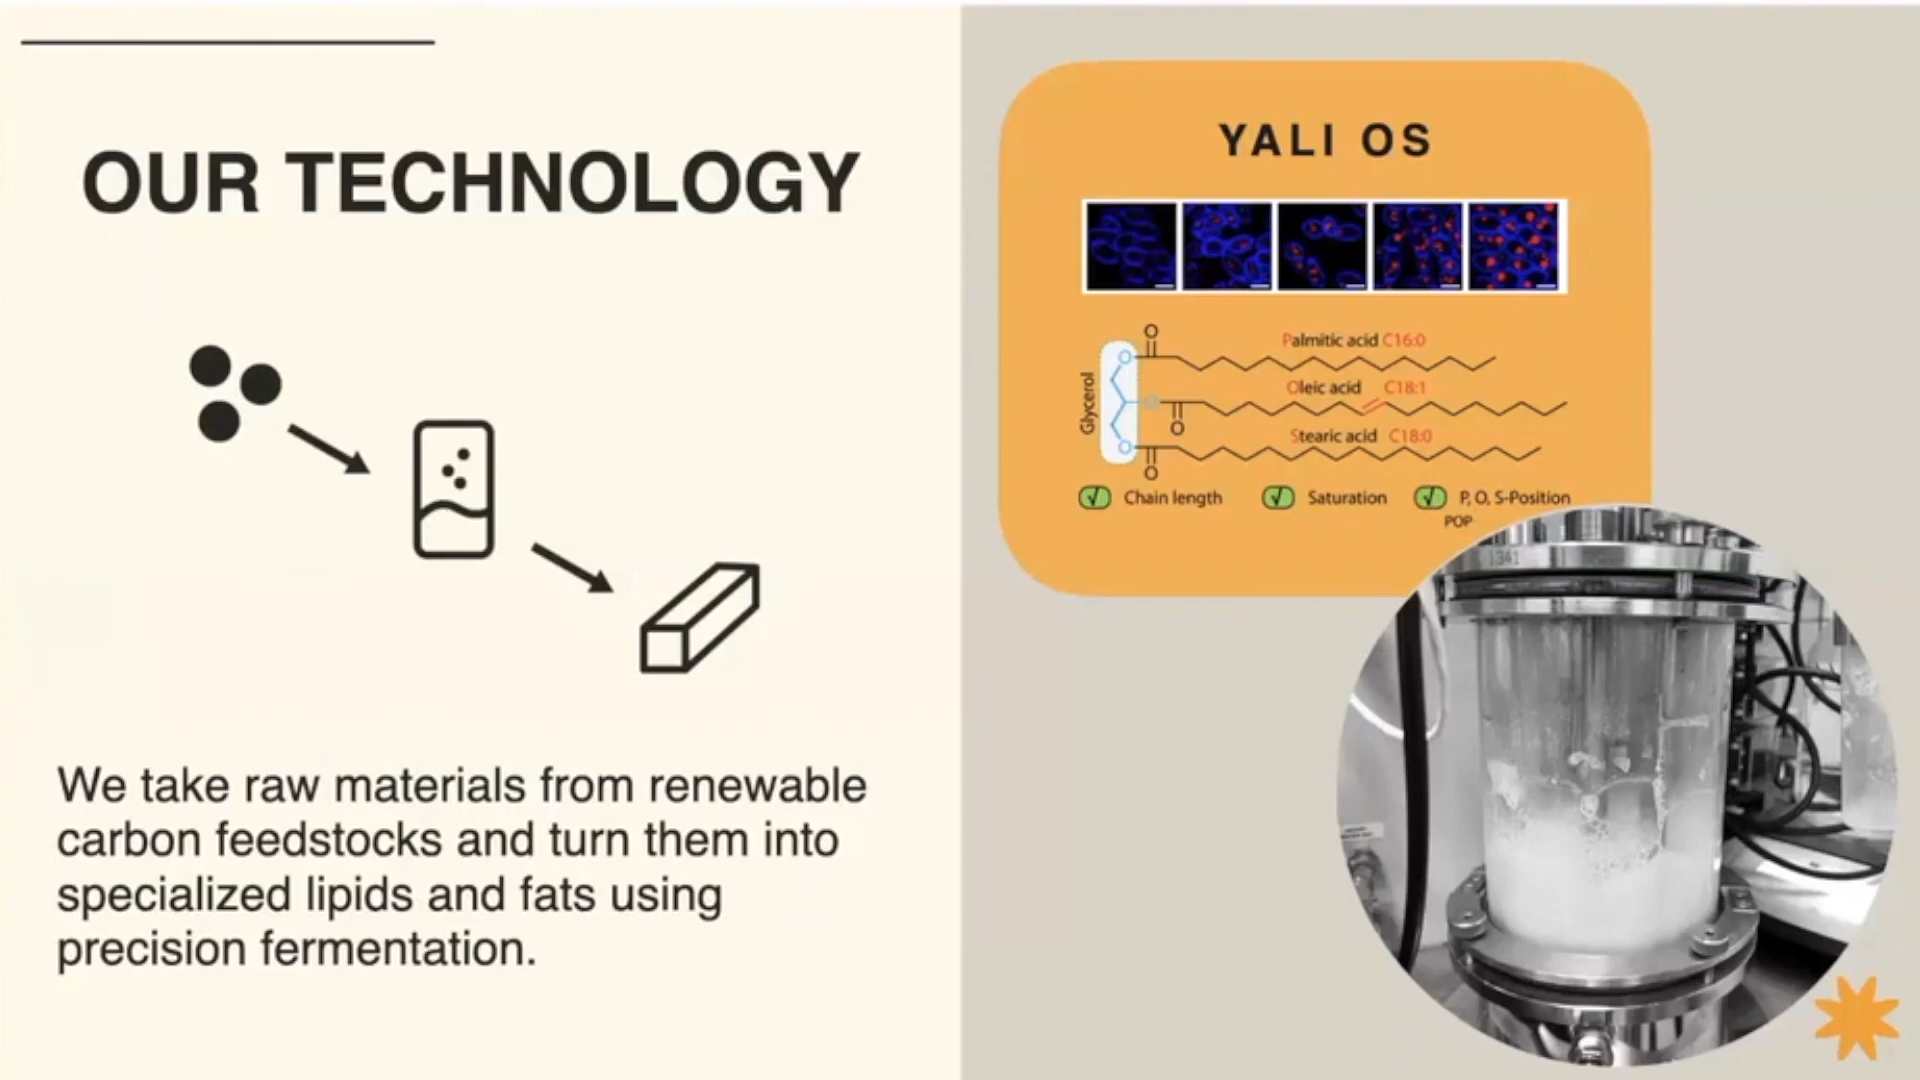 OUR TECHNOLOGY
We take raw materials from renewable
carbon feedstocks and turn them into
specialized lipids and fats using
precision fermentation.
YALI OS
Glycerol
O
Palmitic acid C16:0
O
Oleic acid C18:1
O
O
Stearic acid C18:0
O
O
√ Chain length √ Saturation √ P, O, S-Position
POP
1341